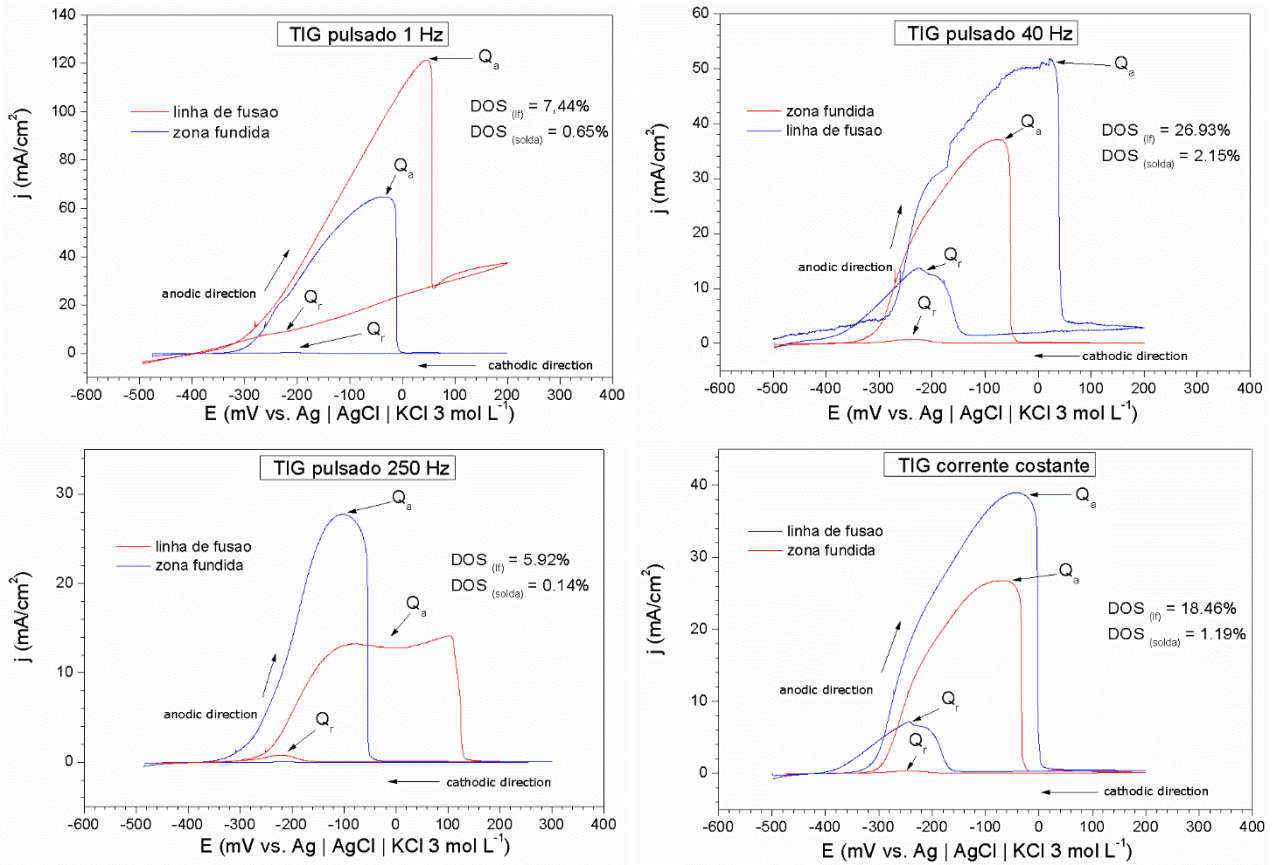 TIG pulsado 1 Hz
140
120
100
80
60
40
20
0
j (mA/cm²)
linha de fusao
zona fundida
Qₐ
DOS (lf) = 7,44%
DOS (solda) = 0.65%
Qₐ
anodic direction
Qᵣ
Qᵣ
cathodic direction
-600 -500 -400 -300 -200 -100 0 100 200 300 400
E (mV vs. Ag | AgCl | KCl 3 mol L⁻¹)
TIG pulsado 40 Hz
60
50
40
30
20
10
0
j (mA/cm²)
zona fundida
linha de fusao
Qₐ
DOS (lf) = 26.93%
DOS (solda) = 2.15%
Qₐ
anodic direction
Qᵣ
Qᵣ
cathodic direction
-600 -500 -400 -300 -200 -100 0 100 200 300 400
E (mV vs. Ag | AgCl | KCl 3 mol L⁻¹)
TIG pulsado 250 Hz
30
20
10
0
j (mA/cm²)
linha de fusao
zona fundida
Qₐ
DOS (lf) = 5.92%
DOS (solda) = 0.14%
Qₐ
anodic direction
Qᵣ
cathodic direction
-600 -500 -400 -300 -200 -100 0 100 200 300 400
E (mV vs. Ag | AgCl | KCl 3 mol L⁻¹)
TIG corrente costante
40
30
20
10
0
j (mA/cm²)
linha de fusao
zona fundida
Qₐ
Qₐ
DOS (lf) = 18.46%
DOS (solda) = 1.19%
anodic direction
Qᵣ
Qᵣ
cathodic direction
-600 -500 -400 -300 -200 -100 0 100 200 300 400
E (mV vs. Ag | AgCl | KCl 3 mol L⁻¹)